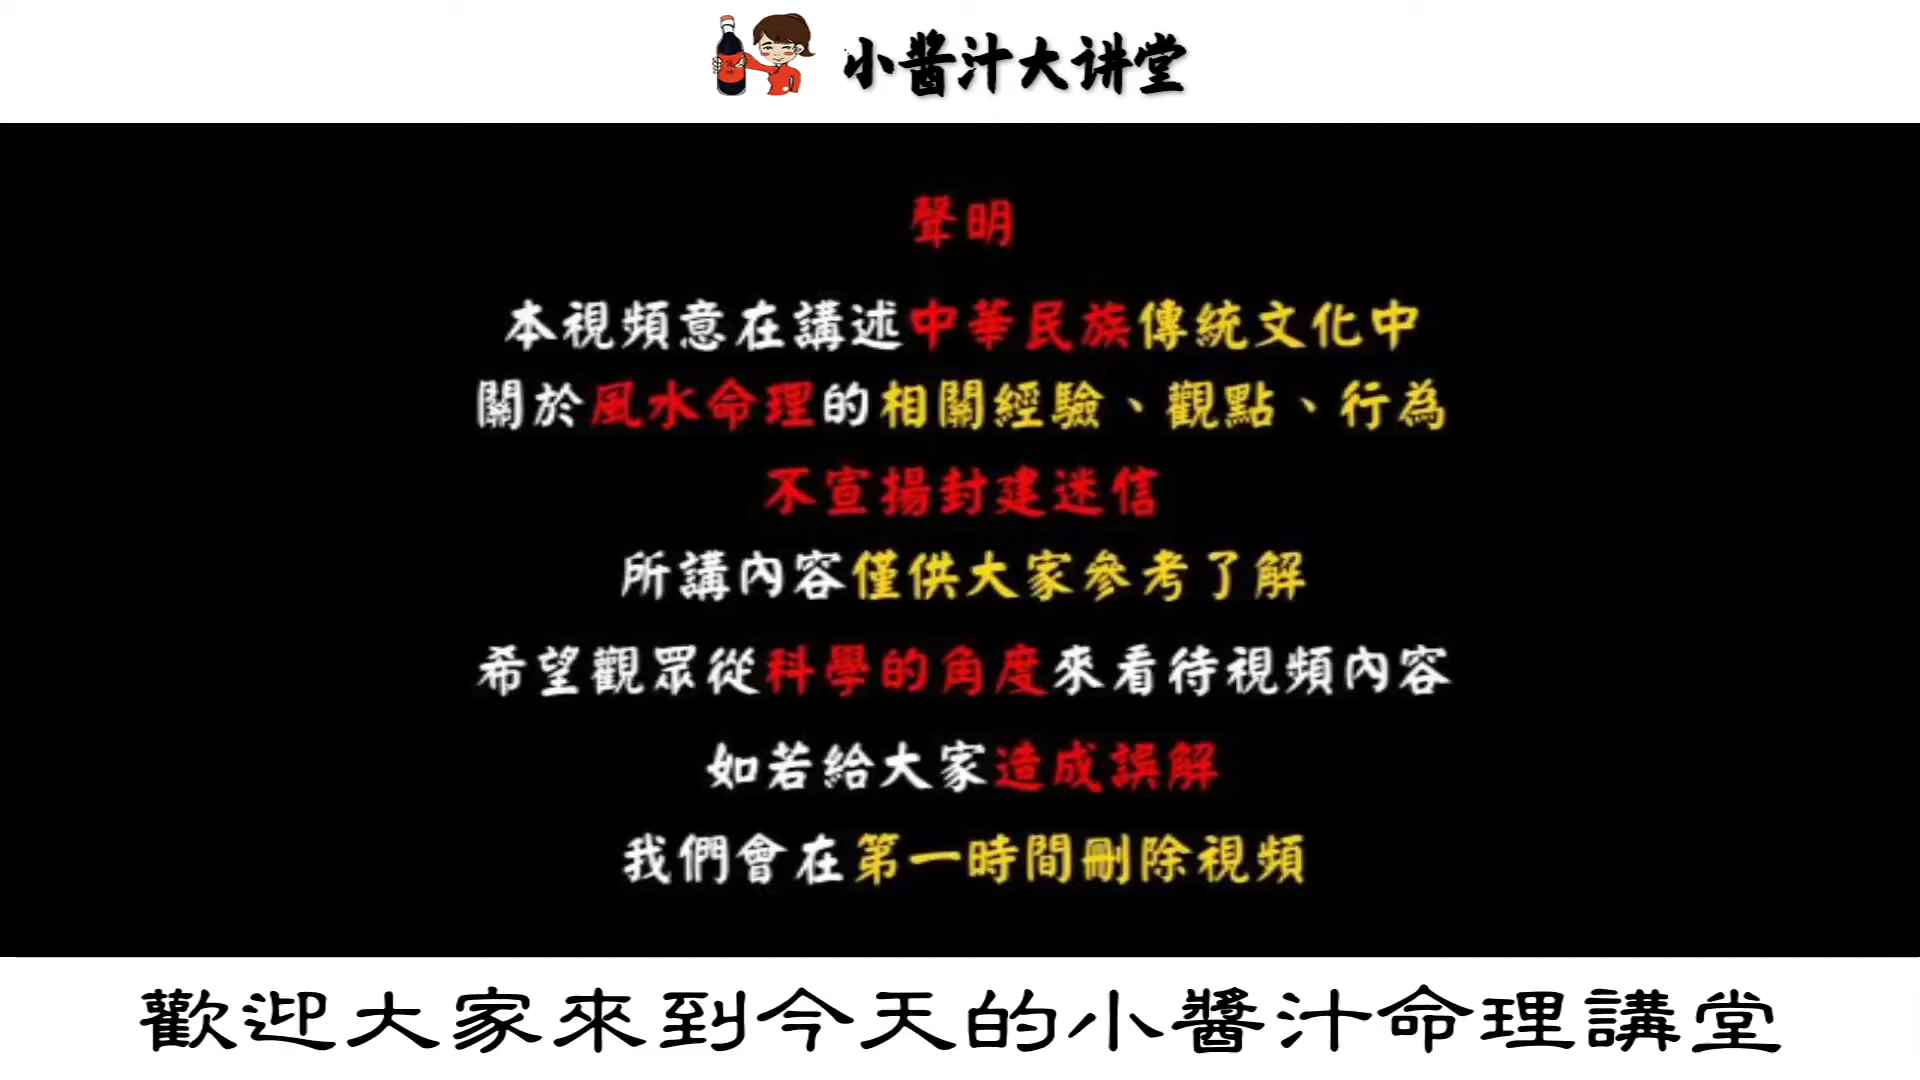 小醬汁大讲堂
聲明
本視頻意在講述中華民族傳統文化中
關於風水命理的相關經驗、觀點、行為
不宣揚封建迷信
所講內容僅供大家參考了解
希望觀眾從科學的角度來看待視頻內容
如若給大家造成誤解
我們會在第一時間刪除視頻
歡迎大家來到今天的小醬汁命理講堂